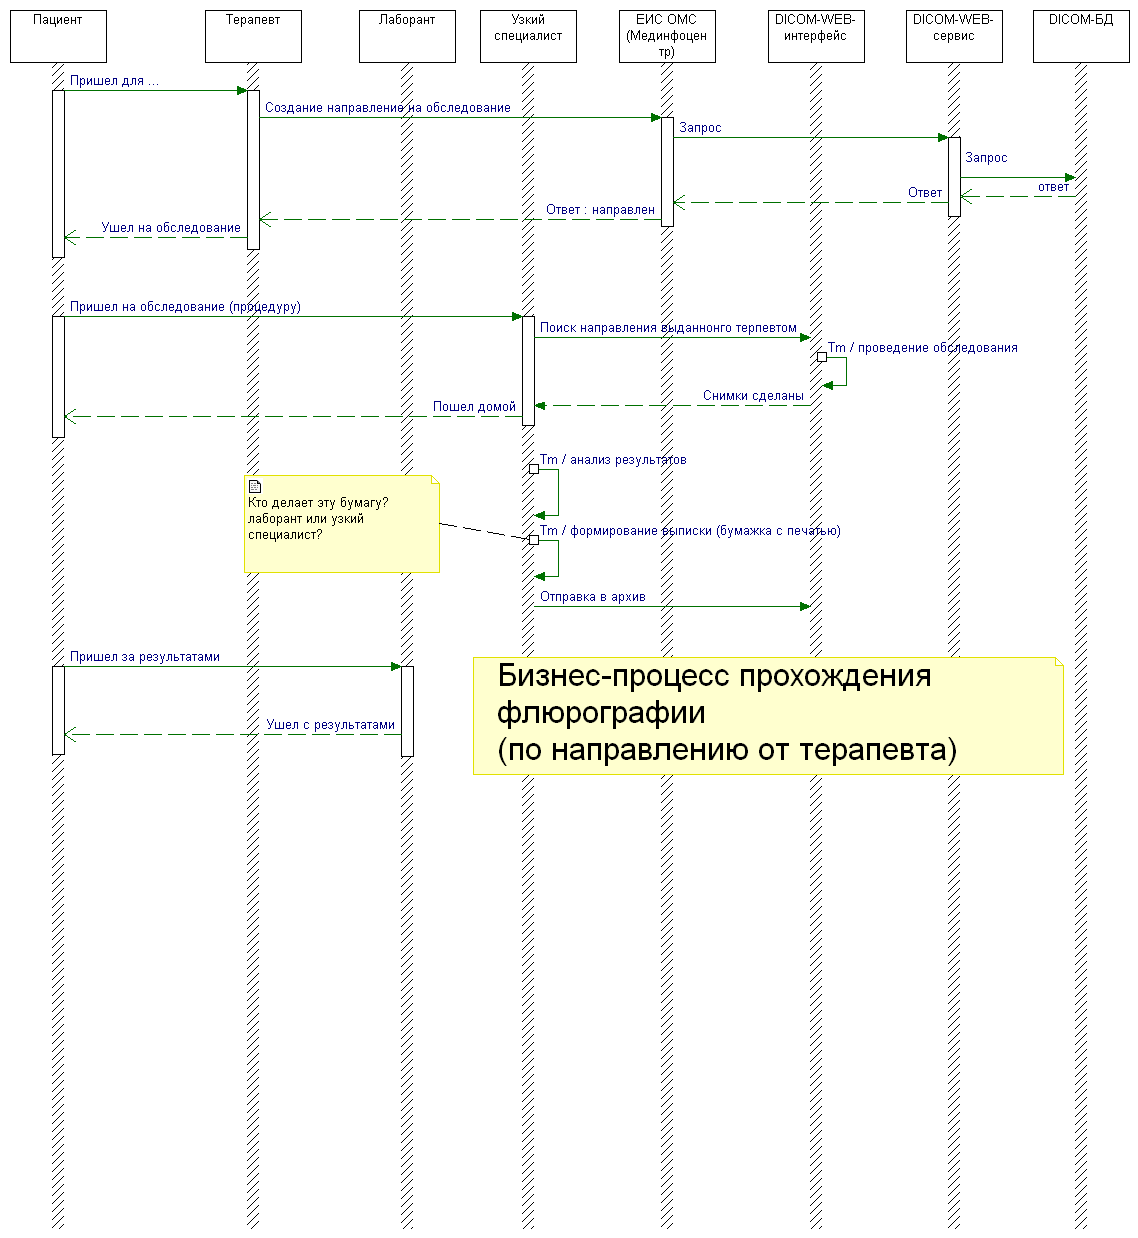 Пациент
Терапевт
Лаборант
Узкий
специалист
ЕИС ОМС
(Мединфоцен
тр)
DICOM-WEB-
интерфейс
DICOM-WEB-
сервис
DICOM-БД
Пришел для ...
Создание направление на обследование
Запрос
Запрос
ответ
Ответ
Ответ : направлен
Ушел на обследование
Пришел на обследование (процедуру)
Поиск направления выданнонго терпевтом
Tm / проведение обследования
Снимки сделаны
Пошел домой
Tm / анализ результатов
Кто делает эту бумагу?
лаборант или узкий
специалист?
Tm / формирование выписки (бумажка с печатью)
Отправка в архив
Пришел за результатами
Ушел с результатами
Бизнес-процесс прохождения
флюрографии
(по направлению от терапевта)